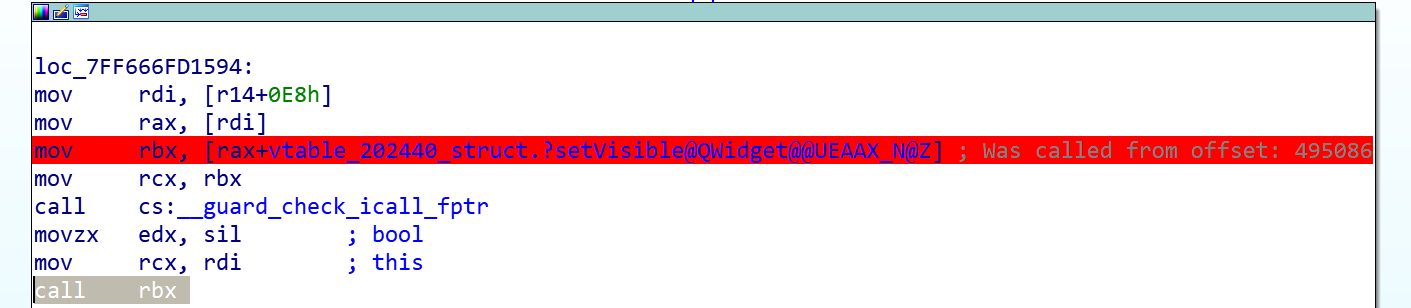 loc_7FF666FD1594:
mov     rdi, [r14+0E8h]
mov     rax, [rdi]
mov     rbx, [rax+vtable_202440_struct.?setVisible@QWidget@@UEAAX_N@Z] ; Was called from offset: 495086
mov     rcx, rbx
call    cs:__guard_check_icall_fptr
movzx   edx, sil        ; bool
mov     rcx, rdi        ; this
call    rbx